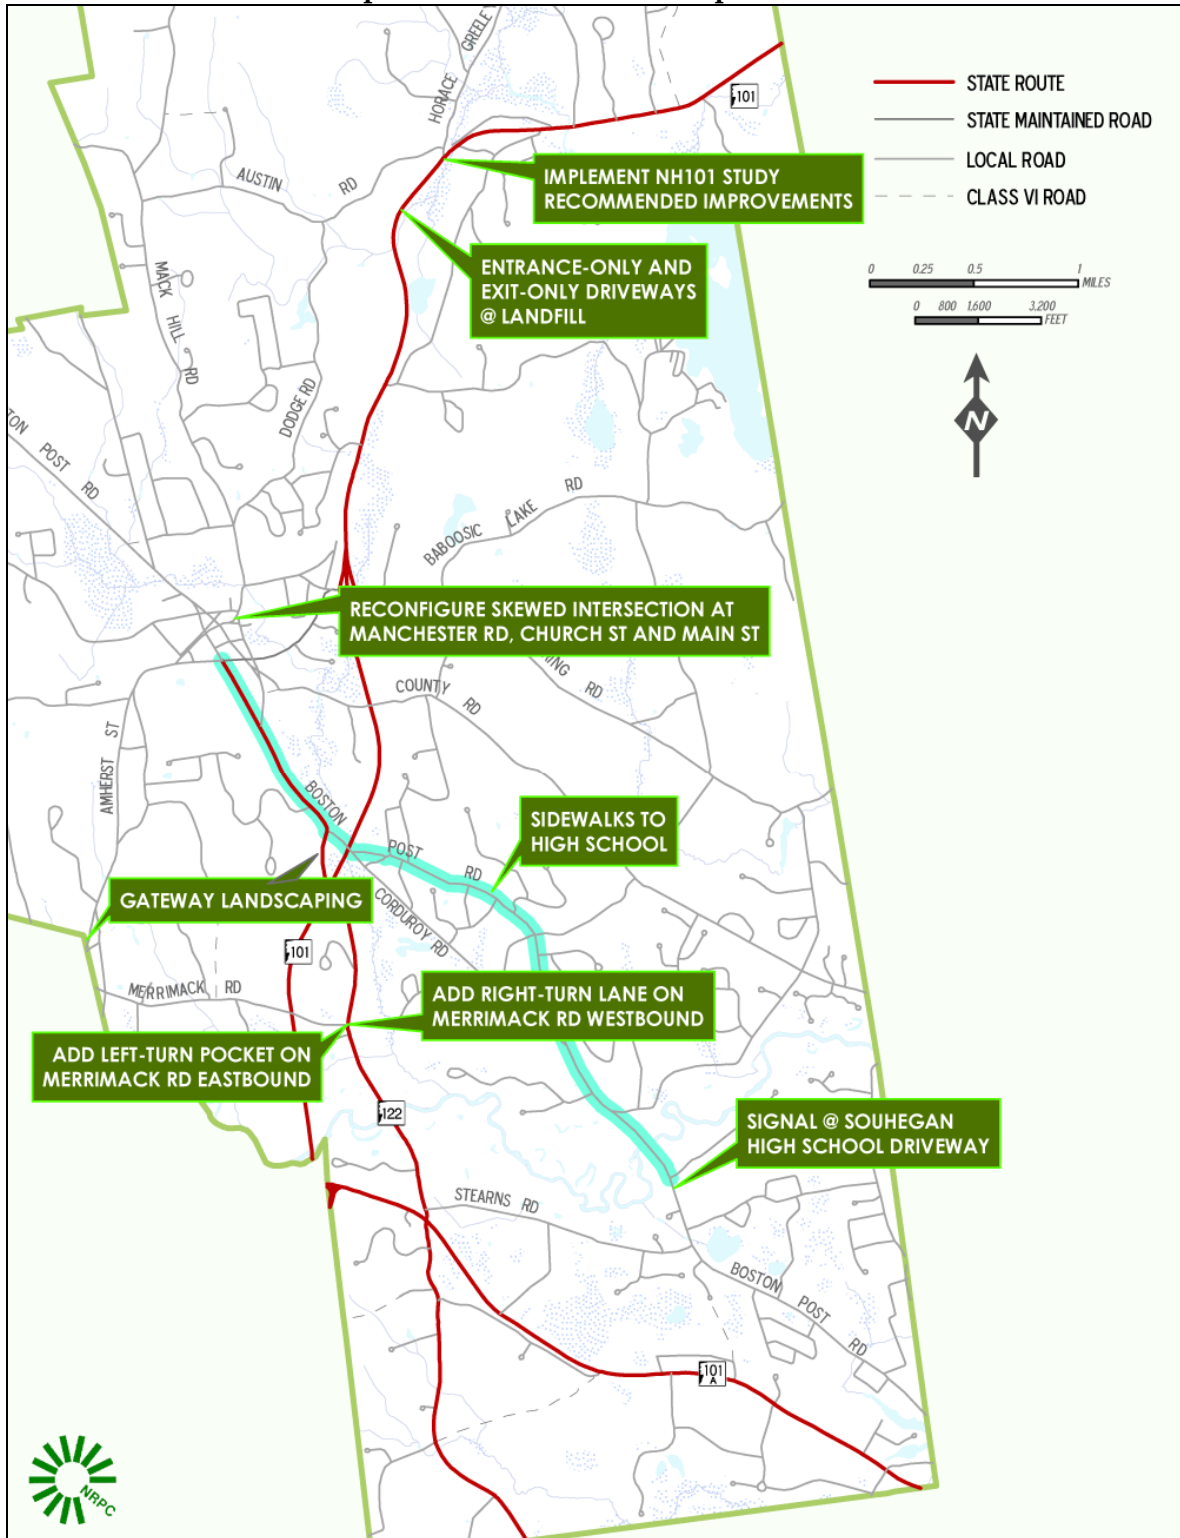 HORACE GREELEY
101
STATE ROUTE
STATE MAINTAINED ROAD
LOCAL ROAD
CLASS VI ROAD
AUSTIN RD
IMPLEMENT NH101 STUDY
RECOMMENDED IMPROVEMENTS
ENTRANCE-ONLY AND
EXIT-ONLY DRIVEWAYS
@ LANDFILL
0 0.25 0.5 1
MILES
0 800 1,600 3,200
FEET
N
MACK HILL RD
DODGE RD
TON POST RD
BABOOSIC LAKE RD
RECONFIGURE SKEWED INTERSECTION AT
MANCHESTER RD, CHURCH ST AND MAIN ST
NING RD
COUNTY RD
AMHERST ST
BOSTON POST RD
SIDEWALKS TO
HIGH SCHOOL
GATEWAY LANDSCAPING
CORDUROY RD
101
MERRIMACK RD
ADD RIGHT-TURN LANE ON
MERRIMACK RD WESTBOUND
ADD LEFT-TURN POCKET ON
MERRIMACK RD EASTBOUND
122
SIGNAL @ SOUHEGAN
HIGH SCHOOL DRIVEWAY
STEARNS RD
BOSTON POST RD
101
A
NRPC